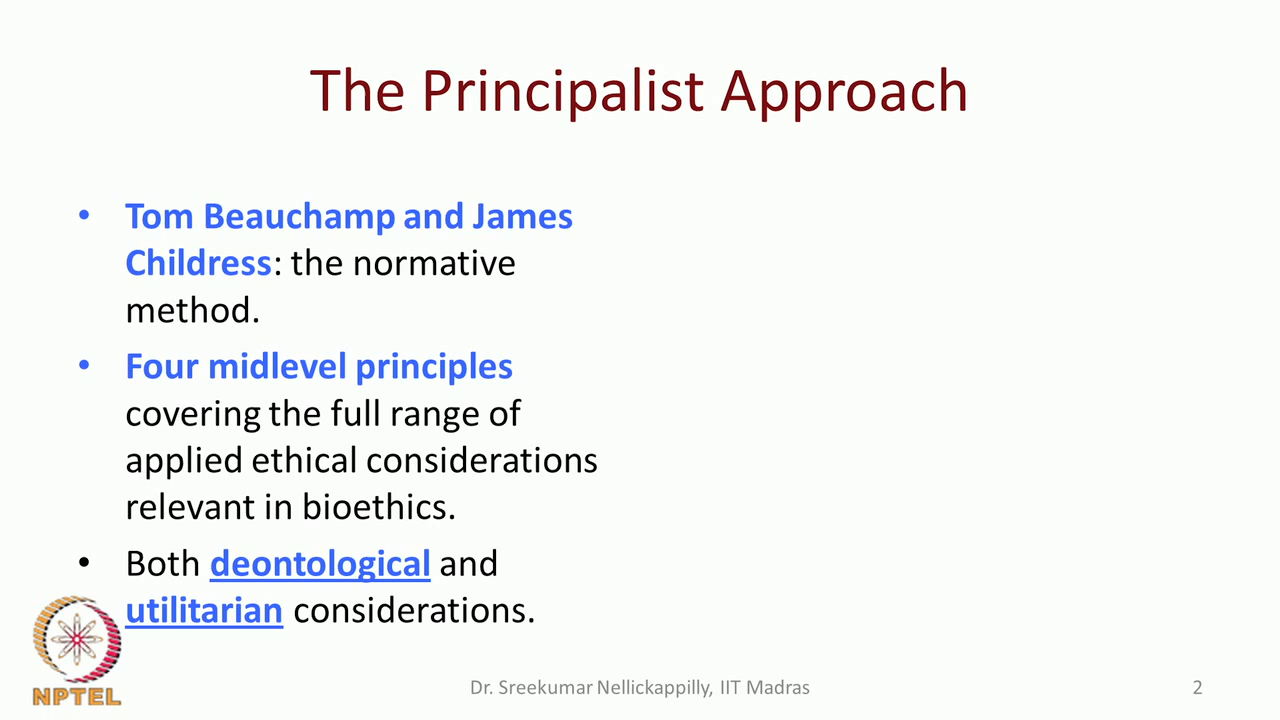 The Principalist Approach
• Tom Beauchamp and James
Childress: the normative
method.
• Four midlevel principles
covering the full range of
applied ethical considerations
relevant in bioethics.
• Both deontological and
utilitarian considerations.
NPTEL
Dr. Sreekumar Nellickappilly, IIT Madras
2